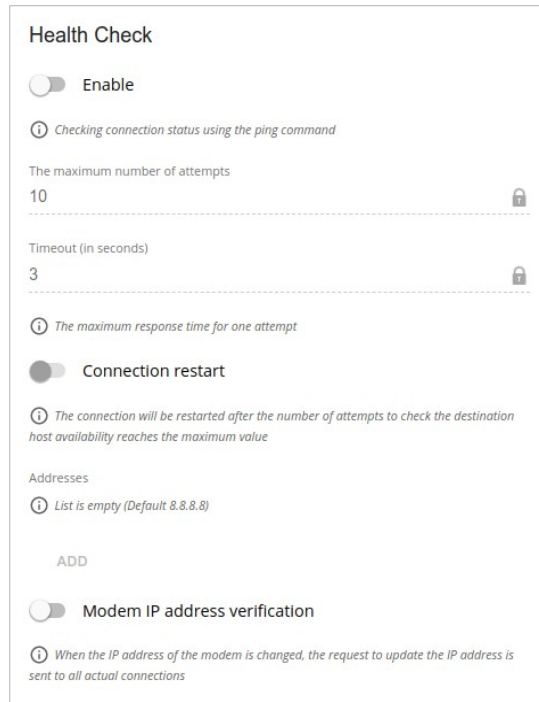 Health Check
Enable
Checking connection status using the ping command
The maximum number of attempts
10
Timeout (in seconds)
3
The maximum response time for one attempt
Connection restart
The connection will be restarted after the number of attempts to check the destination
host availability reaches the maximum value
Addresses
List is empty (Default 8.8.8.8)
ADD
Modem IP address verification
When the IP address of the modem is changed, the request to update the IP address is
sent to all actual connections